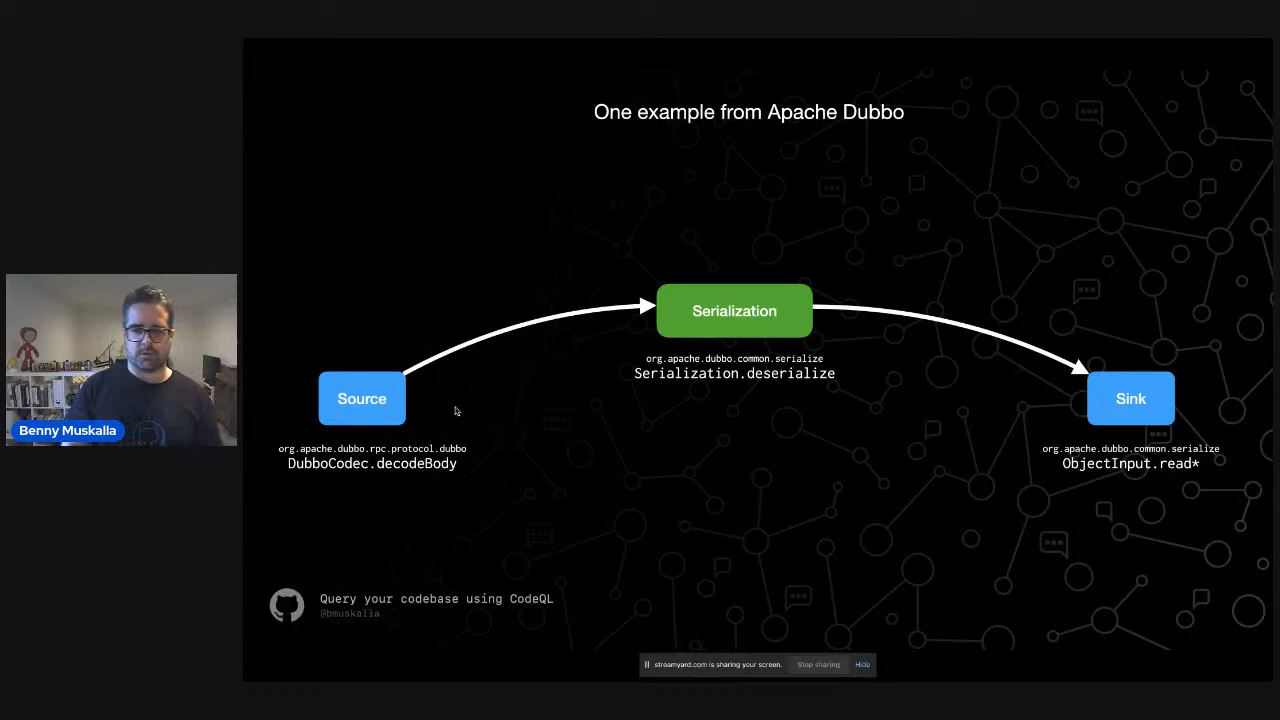 One example from Apache Dubbo
Serialization
org.apache.dubbo.common.serialize
Serialization.deserialize
Source
org.apache.dubbo.rpc.protocol.dubbo
DubboCodec.decodeBody
Sink
org.apache.dubbo.common.serialize
ObjectInput.read*
Benny Muskalla
Query your codebase using CodeQL
@bmuskalla
streamyard.com is sharing your screen. Stop sharing Hide